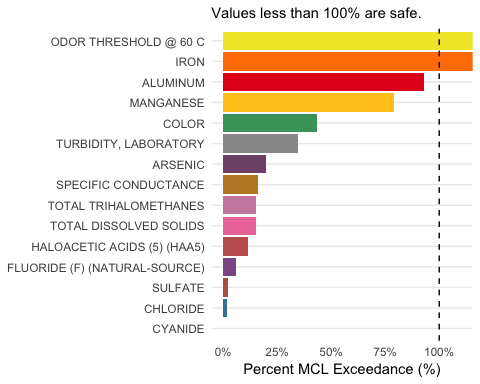 Values less than 100% are safe.
ODOR THRESHOLD @ 60 C
IRON
ALUMINUM
MANGANESE
COLOR
TURBIDITY, LABORATORY
ARSENIC
SPECIFIC CONDUCTANCE
TOTAL TRIHALOMETHANES
TOTAL DISSOLVED SOLIDS
HALOACETIC ACIDS (5) (HAA5)
FLUORIDE (F) (NATURAL-SOURCE)
SULFATE
CHLORIDE
CYANIDE
0% 25% 50% 75% 100%
Percent MCL Exceedance (%)